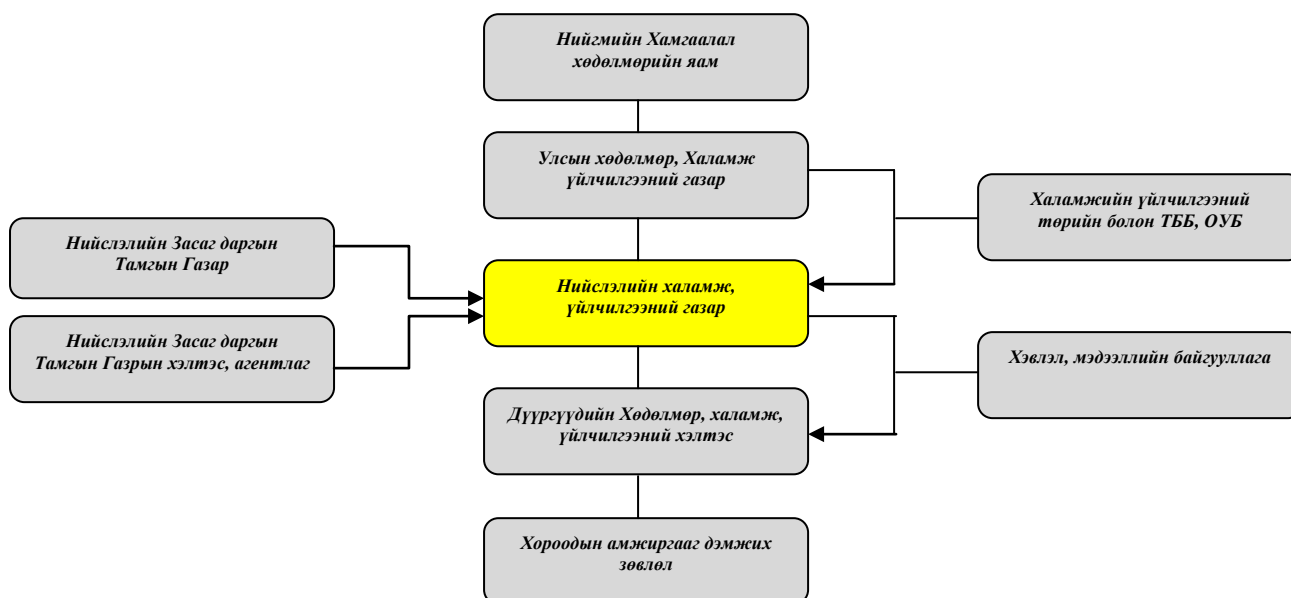 Нийгмийн Хамгаалал
хөдөлмөрийн яам
Улсын хөдөлмөр, Халамж
үйлчилгээний газар
Халамжийн үйлчилгээний
төрийн болон ТББ, ОУБ
Нийслэлийн Засаг даргын
Тамгын Газар
Нийслэлийн халамж,
үйлчилгээний газар
Нийслэлийн Засаг даргын
Тамгын Газрын хэлтэс, агентлаг
Хэвлэл, мэдээллийн байгууллага
Дүүргүүдийн Хөдөлмөр, халамж,
үйлчилгээний хэлтэс
Хороодын амжиргааг дэмжих
зөвлөл